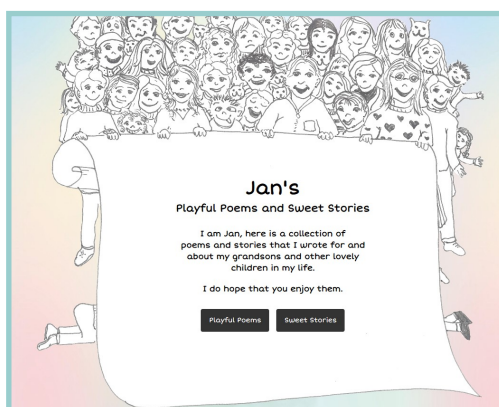 Jan's
Playful Poems and Sweet Stories
I am Jan, here is a collection of
poems and stories that I wrote for and
about my grandsons and other lovely
children in my life.
I do hope that you enjoy them.
Playful Poems
Sweet Stories